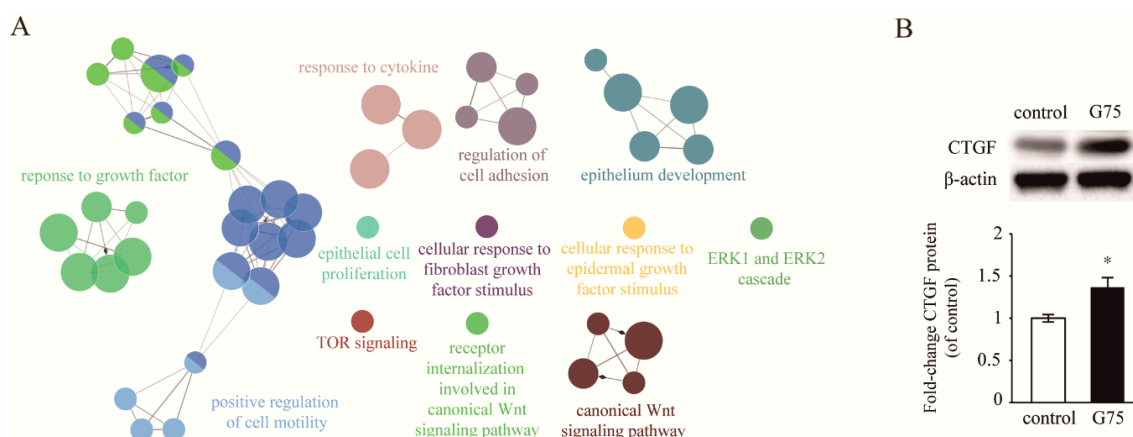 A
response to cytokine
regulation of
cell adhesion
epithelium development
reponse to growth factor
epithelial cell
proliferation
cellular response to
fibroblast growth
factor stimulus
cellular response to
epidermal growth
factor stimulus
ERK1 and ERK2
cascade
TOR signaling
receptor
internalization
involved in
canonical Wnt
signaling pathway
canonical Wnt
signaling pathway
positive regulation
of cell motility
B
control G75
CTGF
β-actin
Fold-change CTGF protein
(of control)
2
1.5
1
0.5
0
*
control G75